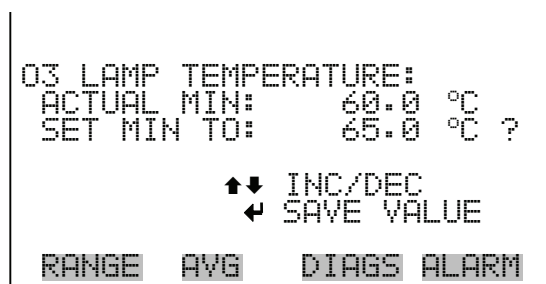 O3 LAMP TEMPERATURE:
ACTUAL MIN: 60.0 °C
SET MIN TO: 65.0 °C ?
⬆⬇ INC/DEC
↵ SAVE VALUE
RANGE AVG DIAGS ALARM